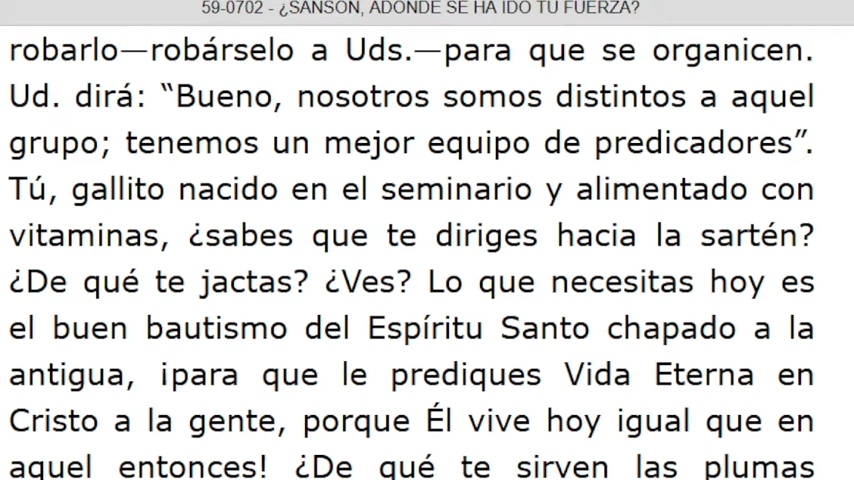 59-0702 - ¿SANSÓN, ADÓNDE SE HA IDO TU FUERZA?
robarlo—robárselo a Uds.—para que se organicen.
Ud. dirá: “Bueno, nosotros somos distintos a aquel
grupo; tenemos un mejor equipo de predicadores”.
Tú, gallito nacido en el seminario y alimentado con
vitaminas, ¿sabes que te diriges hacia la sartén?
¿De qué te jactas? ¿Ves? Lo que necesitas hoy es
el buen bautismo del Espíritu Santo chapado a la
antigua, ¡para que le prediques Vida Eterna en
Cristo a la gente, porque Él vive hoy igual que en
aquel entonces! ¿De qué te sirven las plumas